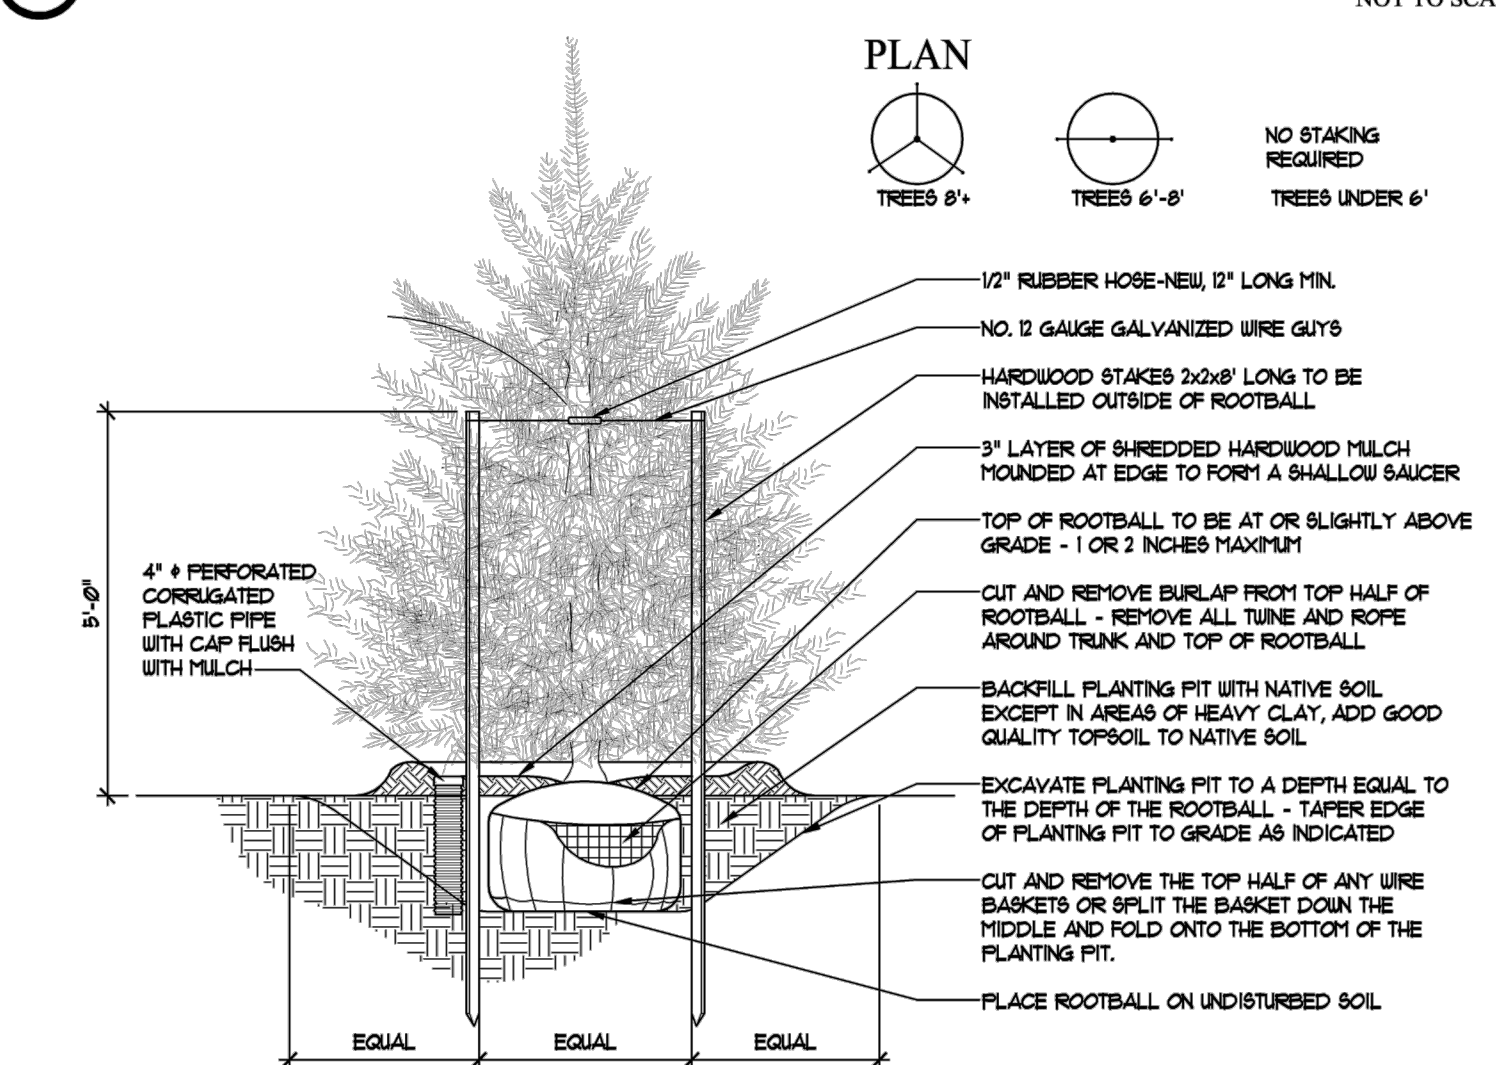 NOT TO SCA
PLAN
NO STAKING
REQUIRED
TREES 8'+
TREES 6'-8'
TREES UNDER 6'
1/2" RUBBER HOSE-NEW, 12" LONG MIN.
NO. 12 GAUGE GALVANIZED WIRE GUYS
HARDWOOD STAKES 2x2x8' LONG TO BE
INSTALLED OUTSIDE OF ROOTBALL
3" LAYER OF SHREDDED HARDWOOD MULCH
MOUNDED AT EDGE TO FORM A SHALLOW SAUCER
TOP OF ROOTBALL TO BE AT OR SLIGHTLY ABOVE
GRADE - 1 OR 2 INCHES MAXIMUM
CUT AND REMOVE BURLAP FROM TOP HALF OF
ROOTBALL - REMOVE ALL TWINE AND ROPE
AROUND TRUNK AND TOP OF ROOTBALL
BACKFILL PLANTING PIT WITH NATIVE SOIL
EXCEPT IN AREAS OF HEAVY CLAY, ADD GOOD
QUALITY TOPSOIL TO NATIVE SOIL
EXCAVATE PLANTING PIT TO A DEPTH EQUAL TO
THE DEPTH OF THE ROOTBALL - TAPER EDGE
OF PLANTING PIT TO GRADE AS INDICATED
CUT AND REMOVE THE TOP HALF OF ANY WIRE
BASKETS OR SPLIT THE BASKET DOWN THE
MIDDLE AND FOLD ONTO THE BOTTOM OF THE
PLANTING PIT.
PLACE ROOTBALL ON UNDISTURBED SOIL
4" ⌀ PERFORATED
CORRUGATED
PLASTIC PIPE
WITH CAP FLUSH
WITH MULCH
5'-0"
EQUAL
EQUAL
EQUAL